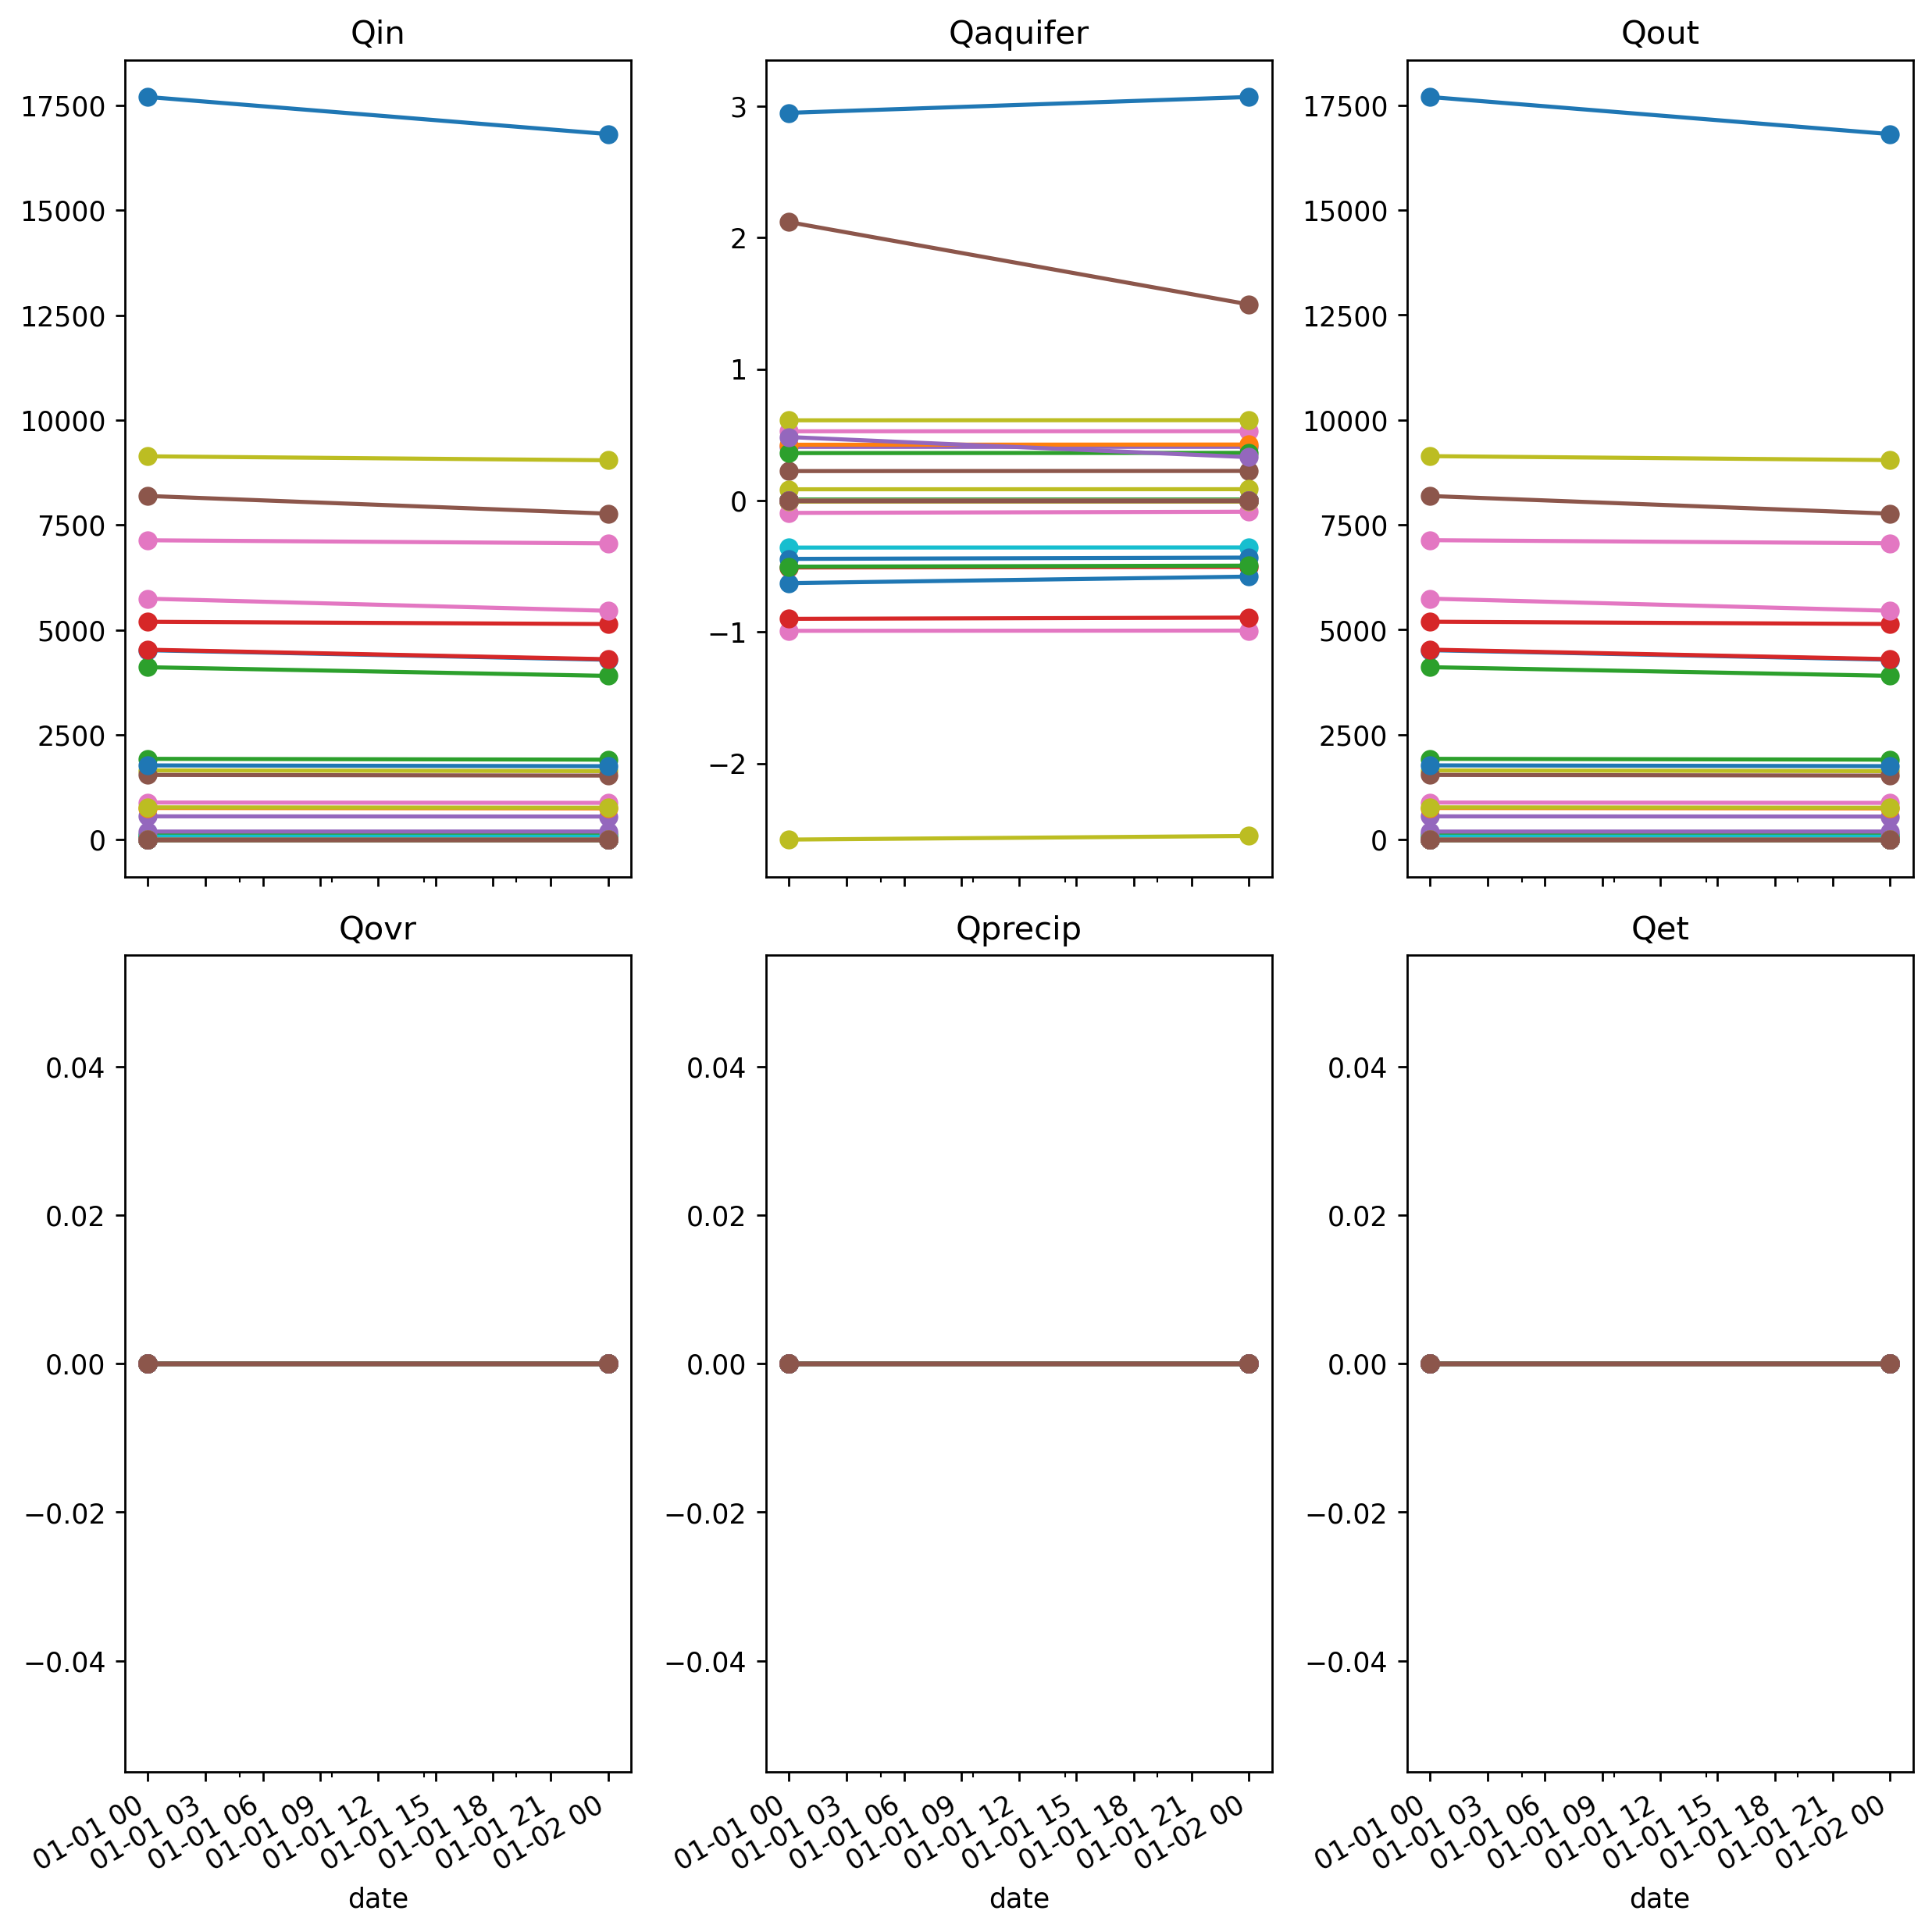 Qin Qaquifer Qout
17500 3 17500
15000 2 15000
12500 1 12500
10000 0 10000
7500 −1 7500
5000 −2 5000
2500 2500
0 0
Qovr Qprecip Qet
0.04 0.04 0.04
0.02 0.02 0.02
0.00 0.00 0.00
−0.02 −0.02 −0.02
−0.04 −0.04 −0.04
01-01 00 01-01 03 01-01 06 01-01 09 01-01 12 01-01 15 01-01 18 01-01 21 01-02 00
01-01 00 01-01 03 01-01 06 01-01 09 01-01 12 01-01 15 01-01 18 01-01 21 01-02 00
01-01 00 01-01 03 01-01 06 01-01 09 01-01 12 01-01 15 01-01 18 01-01 21 01-02 00
date date date